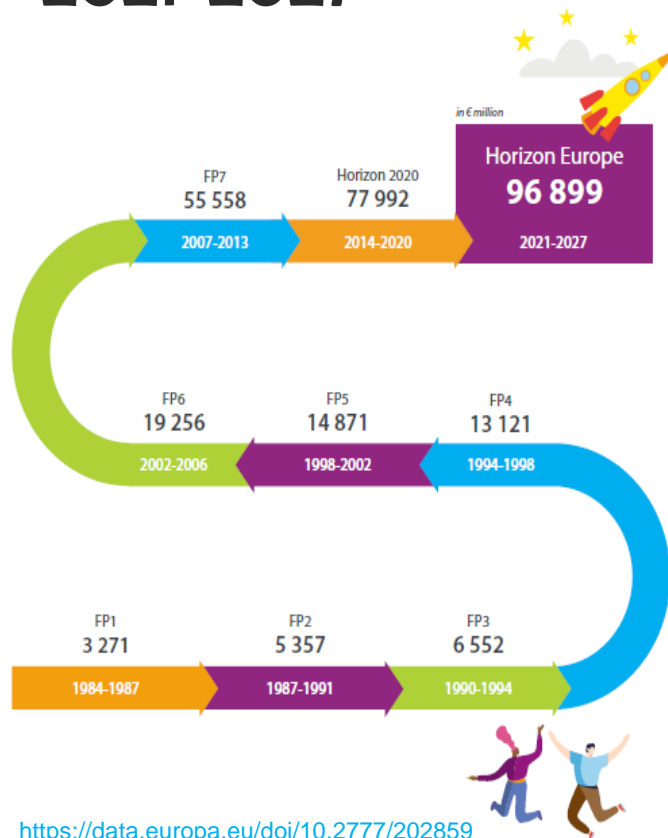 2021-2027
in € million
Horizon Europe
96 899
2021-2027
FP7
55 558
2007-2013
Horizon 2020
77 992
2014-2020
FP6
19 256
2002-2006
FP5
14 871
1998-2002
FP4
13 121
1994-1998
FP1
3 271
1984-1987
FP2
5 357
1987-1991
FP3
6 552
1990-1994
https://data.europa.eu/doi/10.2777/202859